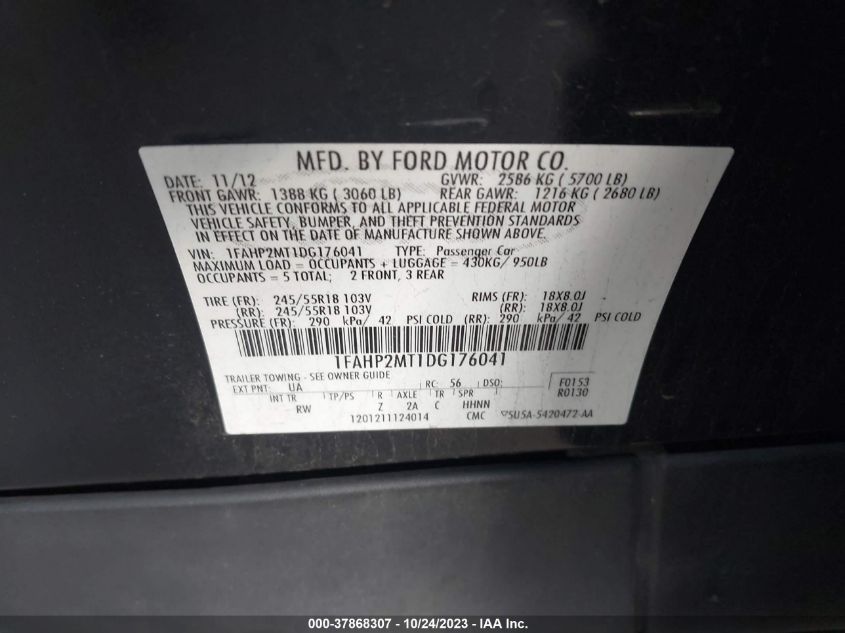 MFD. BY FORD MOTOR CO.
DATE: 11/12 GVWR: 2586 KG ( 5700 LB)
FRONT GAWR: 1388 KG ( 3060 LB) REAR GAWR: 1216 KG ( 2680 LB)
THIS VEHICLE CONFORMS TO ALL APPLICABLE FEDERAL MOTOR
VEHICLE SAFETY, BUMPER, AND THEFT PREVENTION STANDARDS
IN EFFECT ON THE DATE OF MANUFACTURE SHOWN ABOVE.
VIN: 1FAHP2MT1DG176041 TYPE: Passenger Car
MAXIMUM LOAD = OCCUPANTS + LUGGAGE = 430KG/ 950LB
OCCUPANTS = 5 TOTAL; 2 FRONT, 3 REAR
TIRE (FR): 245/55R18 103V RIMS (FR): 18X8.0J
(RR): 245/55R18 103V (RR): 18X8.0J
PRESSURE (FR): 290 kPa/ 42 PSI COLD (RR): 290 kPa/ 42 PSI COLD
1FAHP2MT1DG176041
TRAILER TOWING - SEE OWNER GUIDE
EXT PNT: UA RC: 56 DSO: F0153
INT TR TP/PS R AXLE TR SPR R0130
RW Z 2A C HHNN
1201211124014 CMC 5U5A-5420472-AA
000-37868307 - 10/24/2023 - IAA Inc.